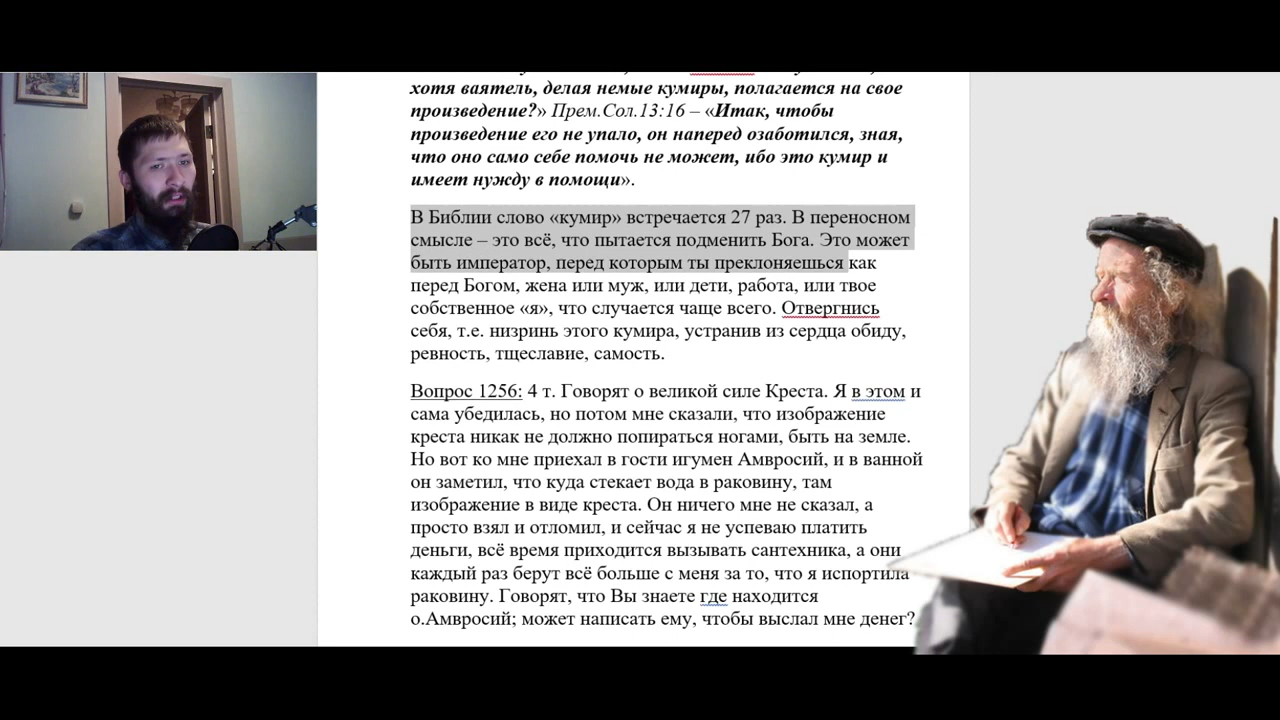 хотя ваятель, делая немые кумиры, полагается на свое
произведение?» Прем.Сол.13:16 – «Итак, чтобы
произведение его не упало, он наперед озаботился, зная,
что оно само себе помочь не может, ибо это кумир и
имеет нужду в помощи».
В Библии слово «кумир» встречается 27 раз. В переносном
смысле – это всё, что пытается подменить Бога. Это может
быть император, перед которым ты преклоняешься как
перед Богом, жена или муж, или дети, работа, или твое
собственное «я», что случается чаще всего. Отвергнись
себя, т.е. низринь этого кумира, устранив из сердца обиду,
ревность, тщеславие, самость.
Вопрос 1256: 4 т. Говорят о великой силе Креста. Я в этом и
сама убедилась, но потом мне сказали, что изображение
креста никак не должно попираться ногами, быть на земле.
Но вот ко мне приехал в гости игумен Амвросий, и в ванной
он заметил, что куда стекает вода в раковину, там
изображение в виде креста. Он ничего мне не сказал, а
просто взял и отломил, и сейчас я не успеваю платить
деньги, всё время приходится вызывать сантехника, а они
каждый раз берут всё больше с меня за то, что я испортила
раковину. Говорят, что Вы знаете где находится
о.Амвросий; может написать ему, чтобы выслал мне денег?